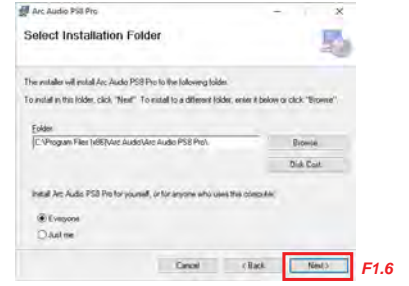 Arc Audio PS8 Pro
Select Installation Folder
The installer will install Arc Audio PS8 Pro to the following folder.
To install in this folder, click "Next". To install to a different folder, enter it below or click "Browse".
Folder:
C:\Program Files (x86)\Arc Audio\Arc Audio PS8 Pro\
Browse...
Disk Cost...
Install Arc Audio PS8 Pro for yourself, or for anyone who uses this computer:
Everyone
Just me
Cancel
< Back
Next >
F1.6